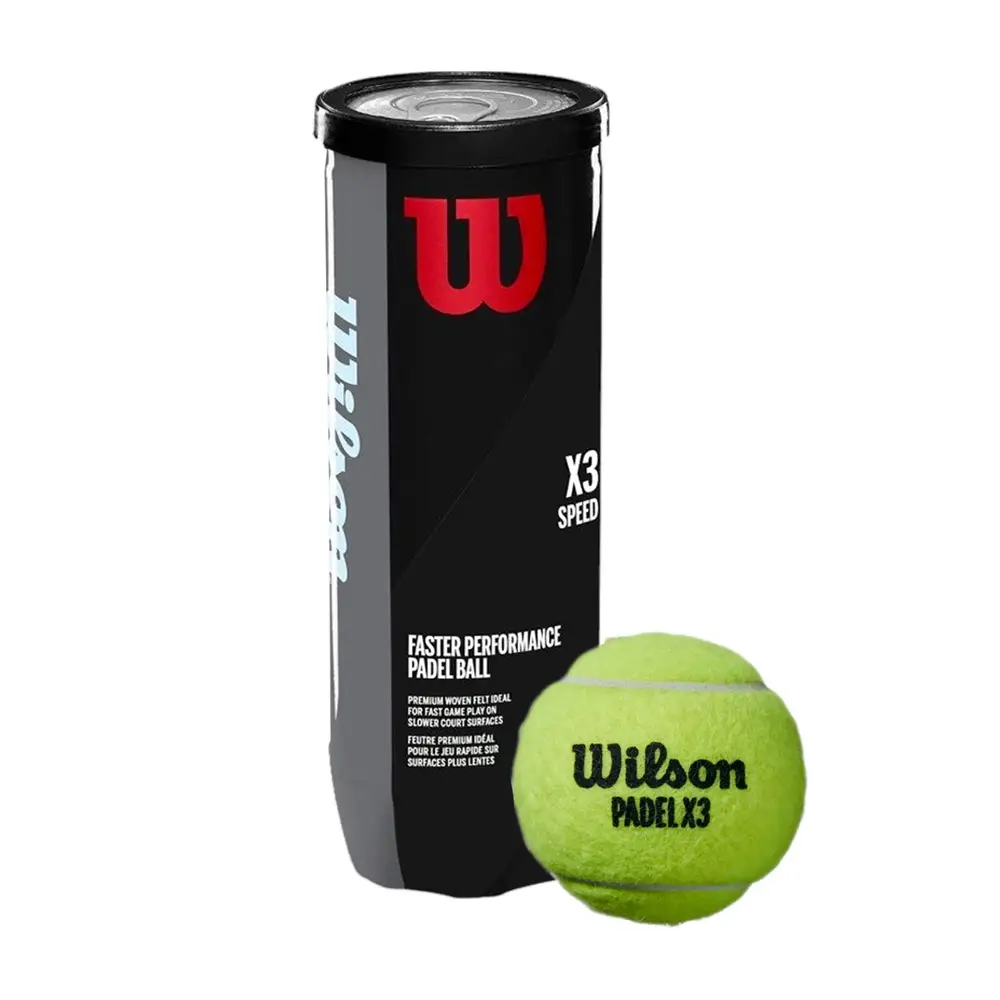 W
Wilson
X3
SPEED
FASTER PERFORMANCE
PADEL BALL
PREMIUM WOVEN FELT IDEAL
FOR FAST GAME PLAY ON
SLOWER COURT SURFACES
FEUTRE PREMIUM IDÉAL
POUR LE JEU RAPIDE SUR
SURFACES PLUS LENTES
Wilson
PADEL X3